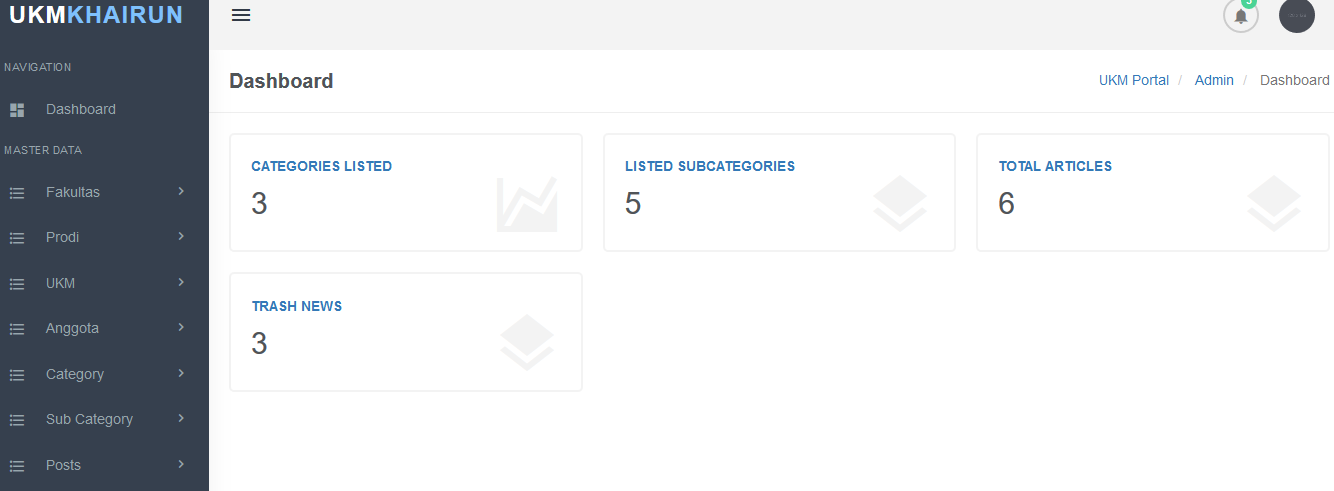 UKMKHAIRUN
NAVIGATION
Dashboard
MASTER DATA
Fakultas
Prodi
UKM
Anggota
Category
Sub Category
Posts
Dashboard
UKM Portal / Admin / Dashboard
CATEGORIES LISTED
3
LISTED SUBCATEGORIES
5
TOTAL ARTICLES
6
TRASH NEWS
3